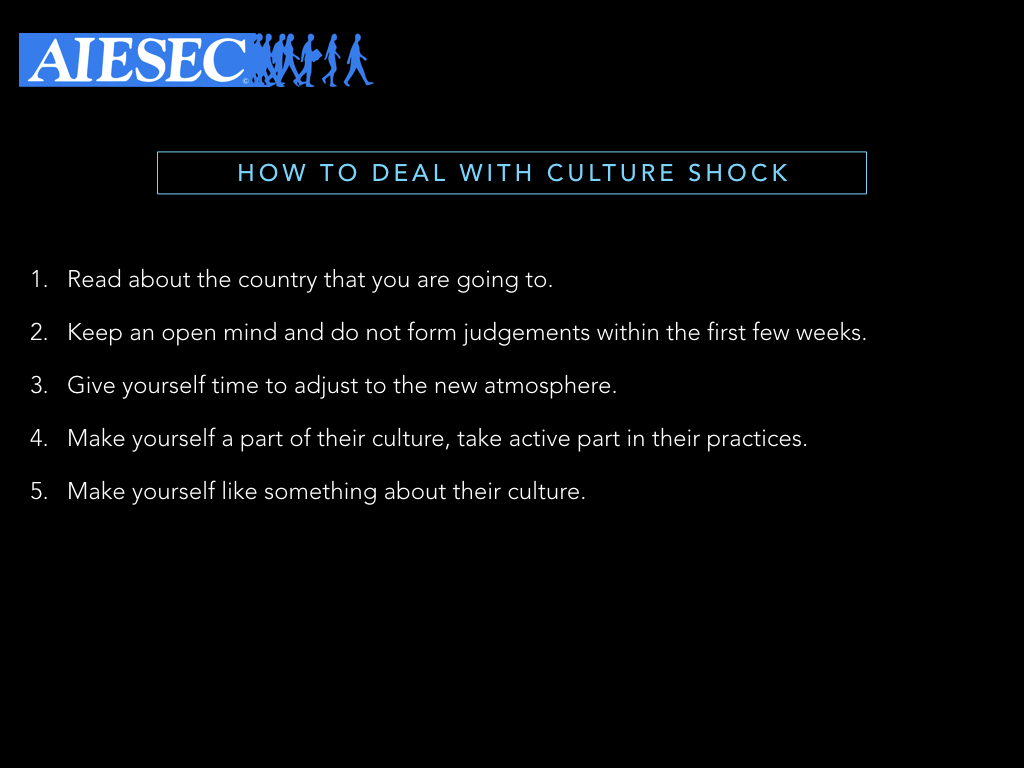 AIESEC
©
HOW TO DEAL WITH CULTURE SHOCK
1. Read about the country that you are going to.
2. Keep an open mind and do not form judgements within the first few weeks.
3. Give yourself time to adjust to the new atmosphere.
4. Make yourself a part of their culture, take active part in their practices.
5. Make yourself like something about their culture.